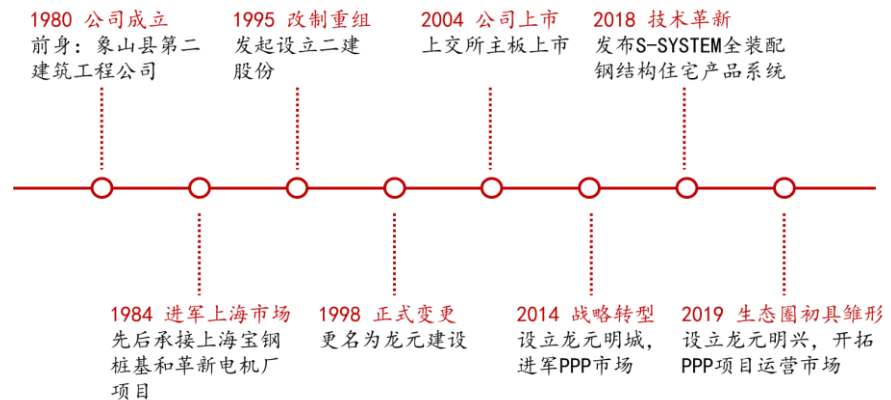 1980 公司成立
前身：象山县第二
建筑工程公司
1995 改制重组
发起设立二建
股份
2004 公司上市
上交所主板上市
2018 技术革新
发布S-SYSTEM全装配
钢结构住宅产品系统
1984 进军上海市场
先后承接上海宝钢
桩基和革新电机厂
项目
1998 正式变更
更名为龙元建设
2014 战略转型
设立龙元明城，
进军PPP市场
2019 生态圈初具雏形
设立龙元明兴，开拓
PPP项目运营市场